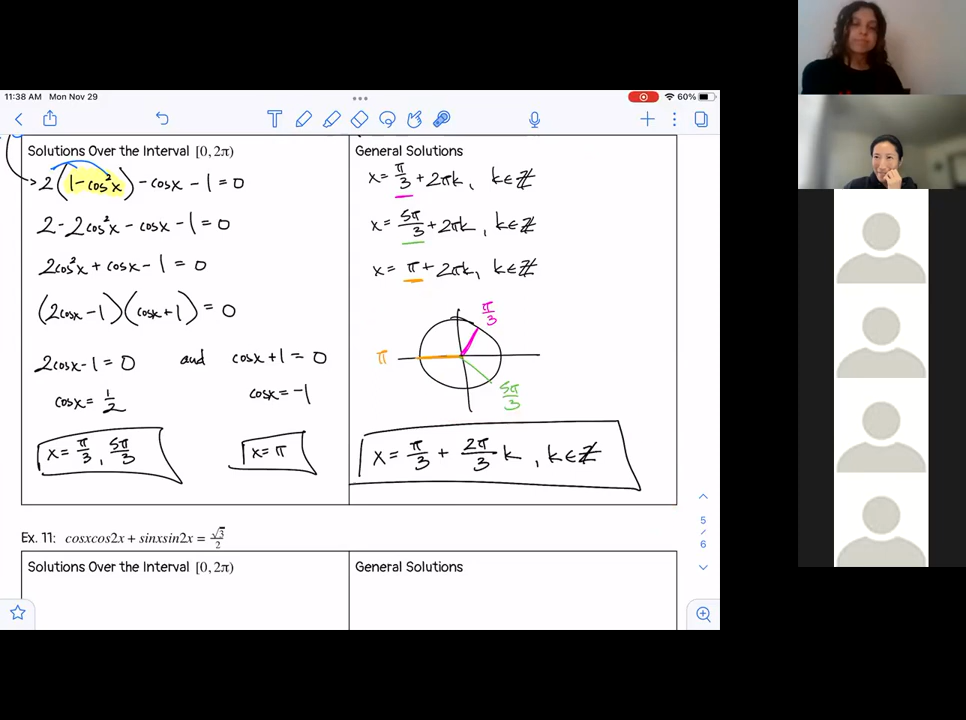 11:38 AM Mon Nov 29
60%
Solutions Over the Interval [0, 2π)
2(1-cos²x) - cosx - 1 = 0
2 - 2cos²x - cosx - 1 = 0
2cos²x + cosx - 1 = 0
(2cosx - 1)(cosx + 1) = 0
2cosx - 1 = 0 and cosx + 1 = 0
cosx = 1/2 cosx = -1
x = π/3, 5π/3 x = π
General Solutions
x = π/3 + 2πk, k∈ℤ
x = 5π/3 + 2πk, k∈ℤ
x = π + 2πk, k∈ℤ
π/3
π
5π/3
x = π/3 + 2π/3 k, k∈ℤ
Ex. 11: cosxcos2x + sinxsin2x = √3/2
Solutions Over the Interval [0, 2π)
General Solutions
5
/
6